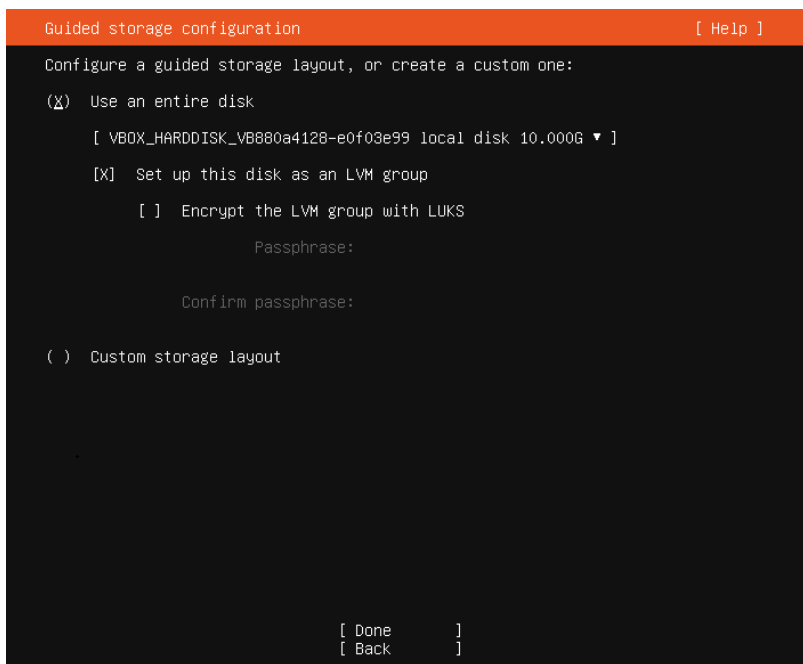 Guided storage configuration [ Help ]
Configure a guided storage layout, or create a custom one:
(X) Use an entire disk
[ VBOX_HARDDISK_VB880a4128-e0f03e99 local disk 10.000G ▾ ]
[X] Set up this disk as an LVM group
[ ] Encrypt the LVM group with LUKS
Passphrase:
Confirm passphrase:
( ) Custom storage layout
[ Done ]
[ Back ]